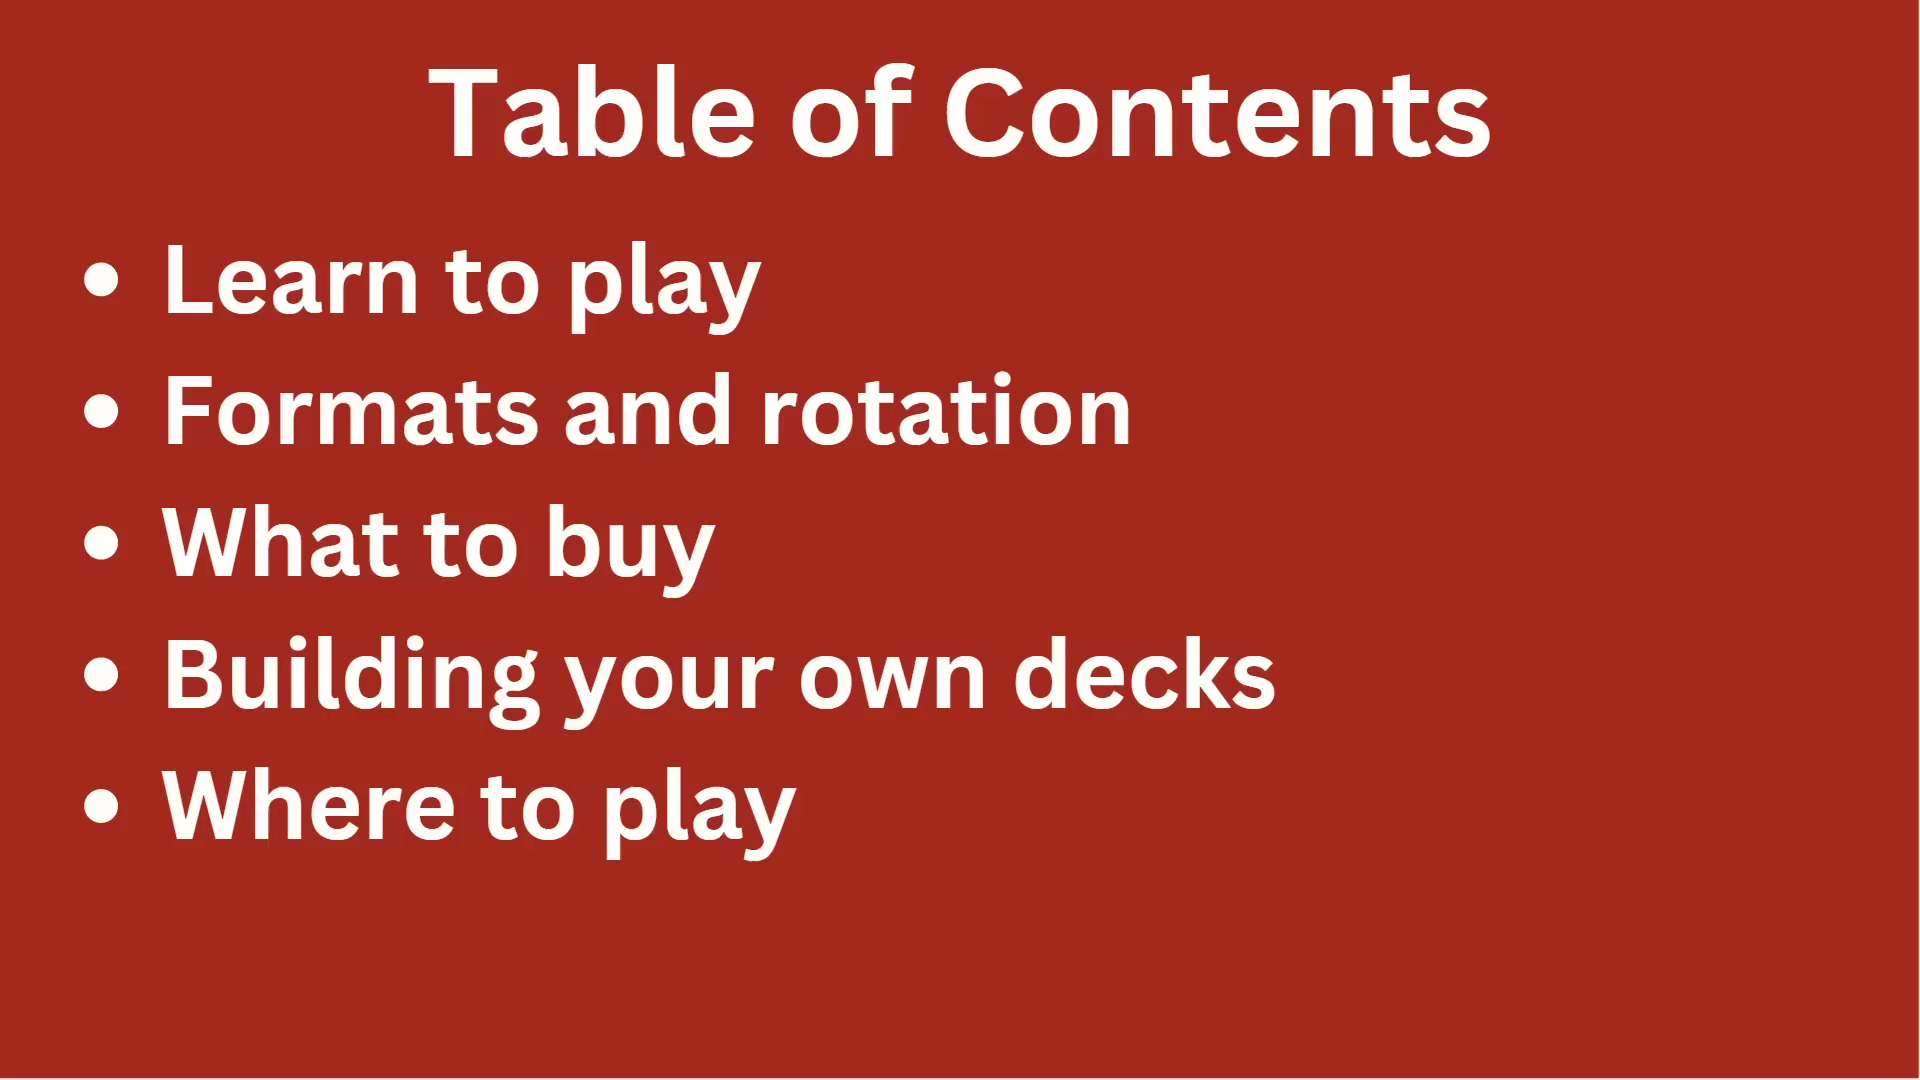 Table of Contents
• Learn to play
• Formats and rotation
• What to buy
• Building your own decks
• Where to play